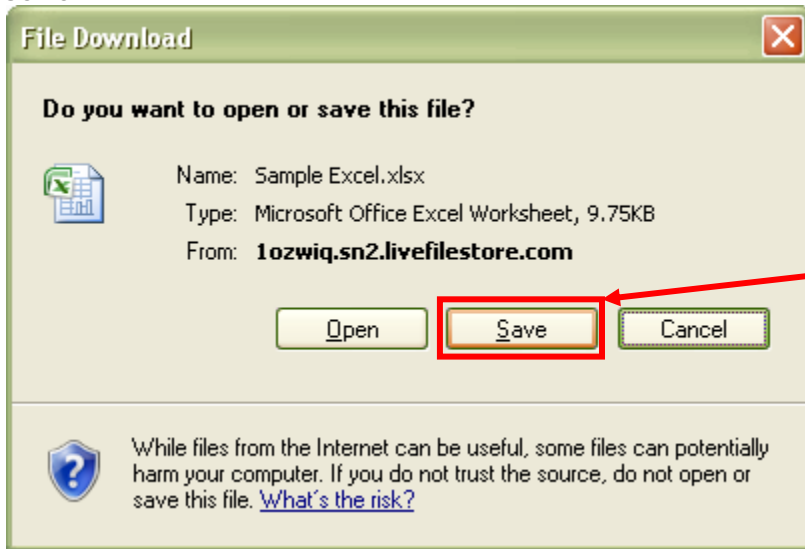 File Download
Do you want to open or save this file?
Name: Sample Excel.xlsx
Type: Microsoft Office Excel Worksheet, 9.75KB
From: 1ozwiq.sn2.livefilestore.com
Open Save Cancel
While files from the Internet can be useful, some files can potentially
harm your computer. If you do not trust the source, do not open or
save this file. What's the risk?